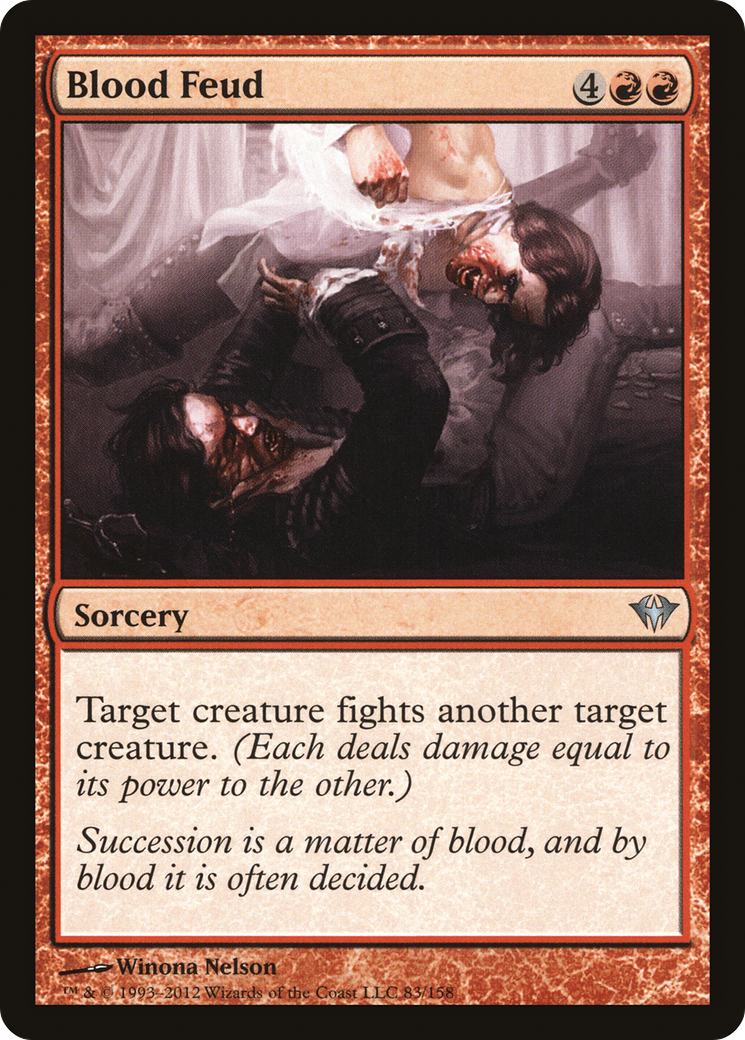 Blood Feud 4
Sorcery
Target creature fights another target
creature. (Each deals damage equal to
its power to the other.)
Succession is a matter of blood, and by
blood it is often decided.
Winona Nelson
™ & © 1993–2012 Wizards of the Coast LLC 83/158